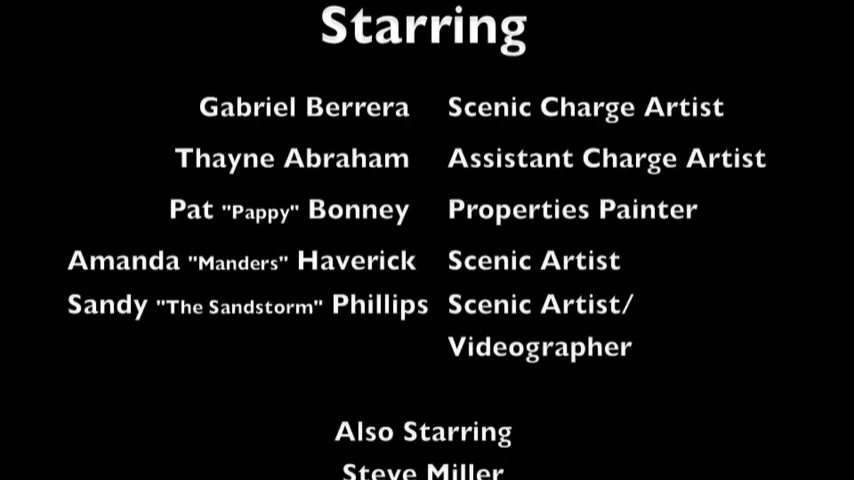 Starring
Gabriel Berrera Scenic Charge Artist
Thayne Abraham Assistant Charge Artist
Pat "Pappy" Bonney Properties Painter
Amanda "Manders" Haverick Scenic Artist
Sandy "The Sandstorm" Phillips Scenic Artist/
Videographer
Also Starring
Steve Miller